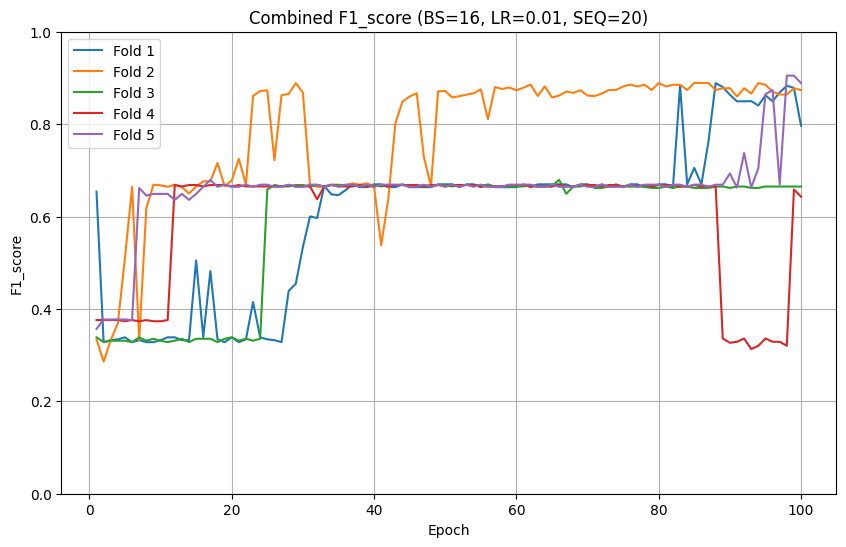 Combined F1_score (BS=16, LR=0.01, SEQ=20)
Fold 1
Fold 2
Fold 3
Fold 4
Fold 5
F1_score
1.0
0.8
0.6
0.4
0.2
0.0
0 20 40 60 80 100
Epoch